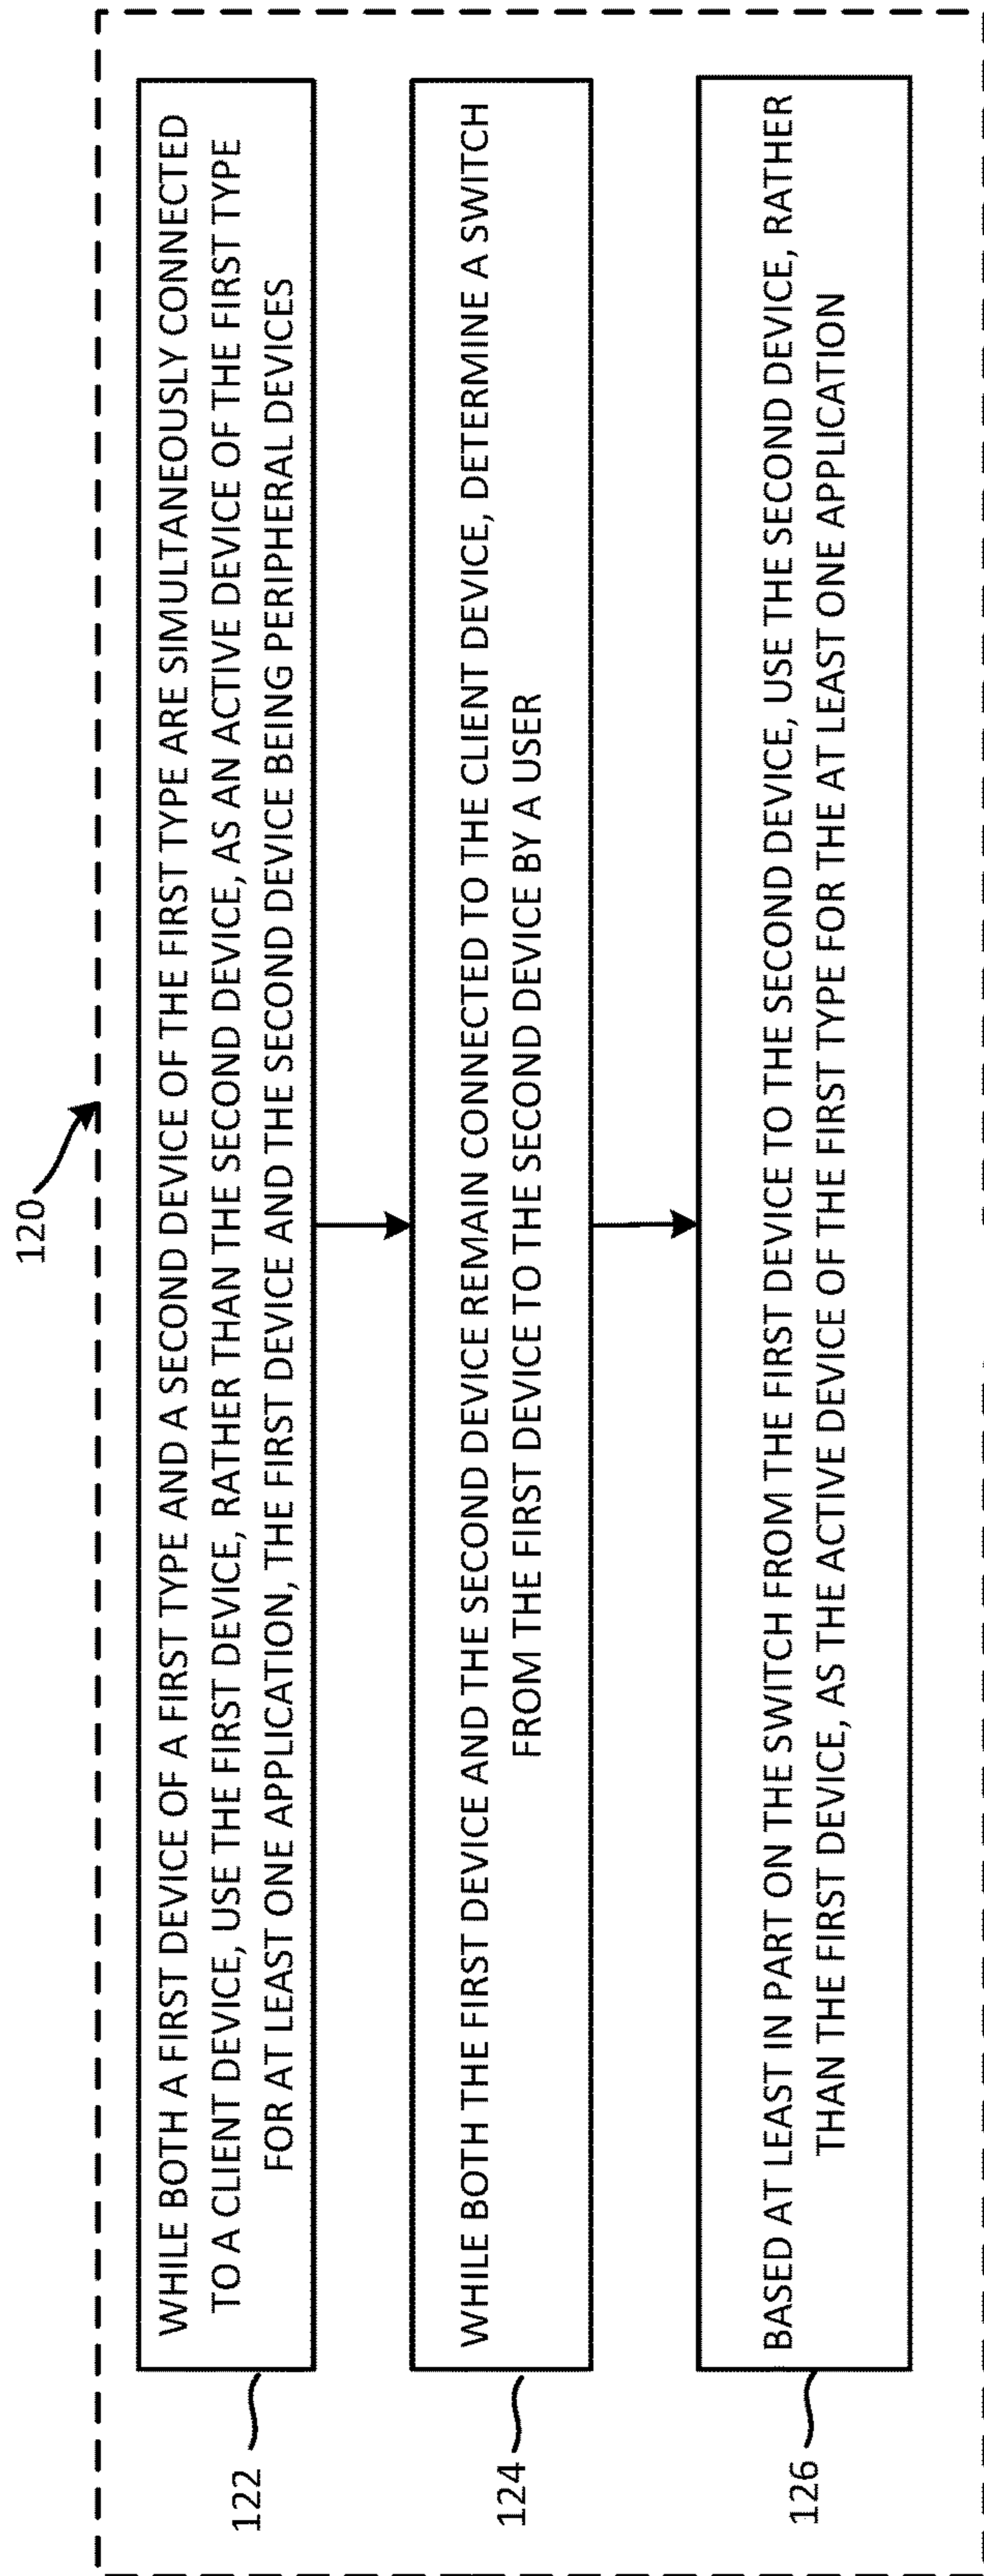 120
122
WHILE BOTH A FIRST DEVICE OF A FIRST TYPE AND A SECOND DEVICE OF THE FIRST TYPE ARE SIMULTANEOUSLY CONNECTED
TO A CLIENT DEVICE, USE THE FIRST DEVICE, RATHER THAN THE SECOND DEVICE, AS AN ACTIVE DEVICE OF THE FIRST TYPE
FOR AT LEAST ONE APPLICATION, THE FIRST DEVICE AND THE SECOND DEVICE BEING PERIPHERAL DEVICES
124
WHILE BOTH THE FIRST DEVICE AND THE SECOND DEVICE REMAIN CONNECTED TO THE CLIENT DEVICE, DETERMINE A SWITCH
FROM THE FIRST DEVICE TO THE SECOND DEVICE BY A USER
126
BASED AT LEAST IN PART ON THE SWITCH FROM THE FIRST DEVICE TO THE SECOND DEVICE, USE THE SECOND DEVICE, RATHER
THAN THE FIRST DEVICE, AS THE ACTIVE DEVICE OF THE FIRST TYPE FOR THE AT LEAST ONE APPLICATION